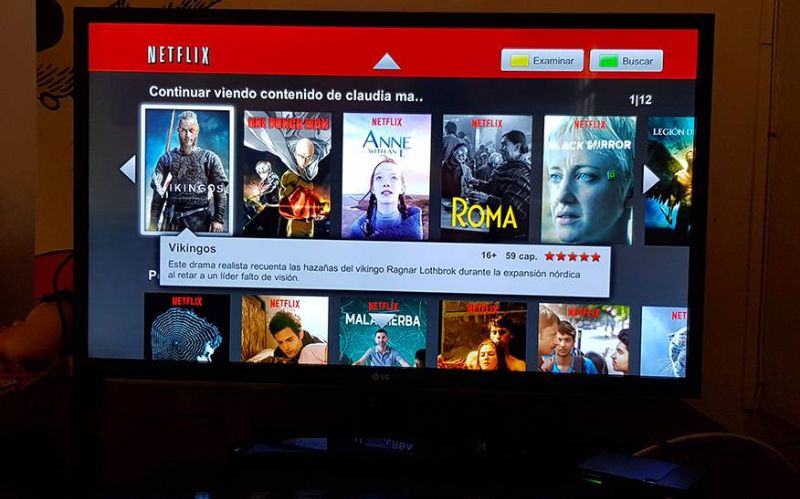 NETFLIX
Examinar
Buscar
Continuar viendo contenido de claudia ma..
1|12
VIKINGOS
ONE PUNCH-MAN
NETFLIX
ANNE
WITH AN E
NETFLIX
ROMA
NETFLIX
BLACK MIRROR
LEGIÓN D
Vikingos
16+ 59 cap.
Este drama realista recuenta las hazañas del vikingo Ragnar Lothbrok durante la expansión nórdica
al retar a un líder falto de visión.
NETFLIX
NETFLIX
NETFLIX
MALA HERBA
NETFLIX
NETFLIX
NETFLIX
LG